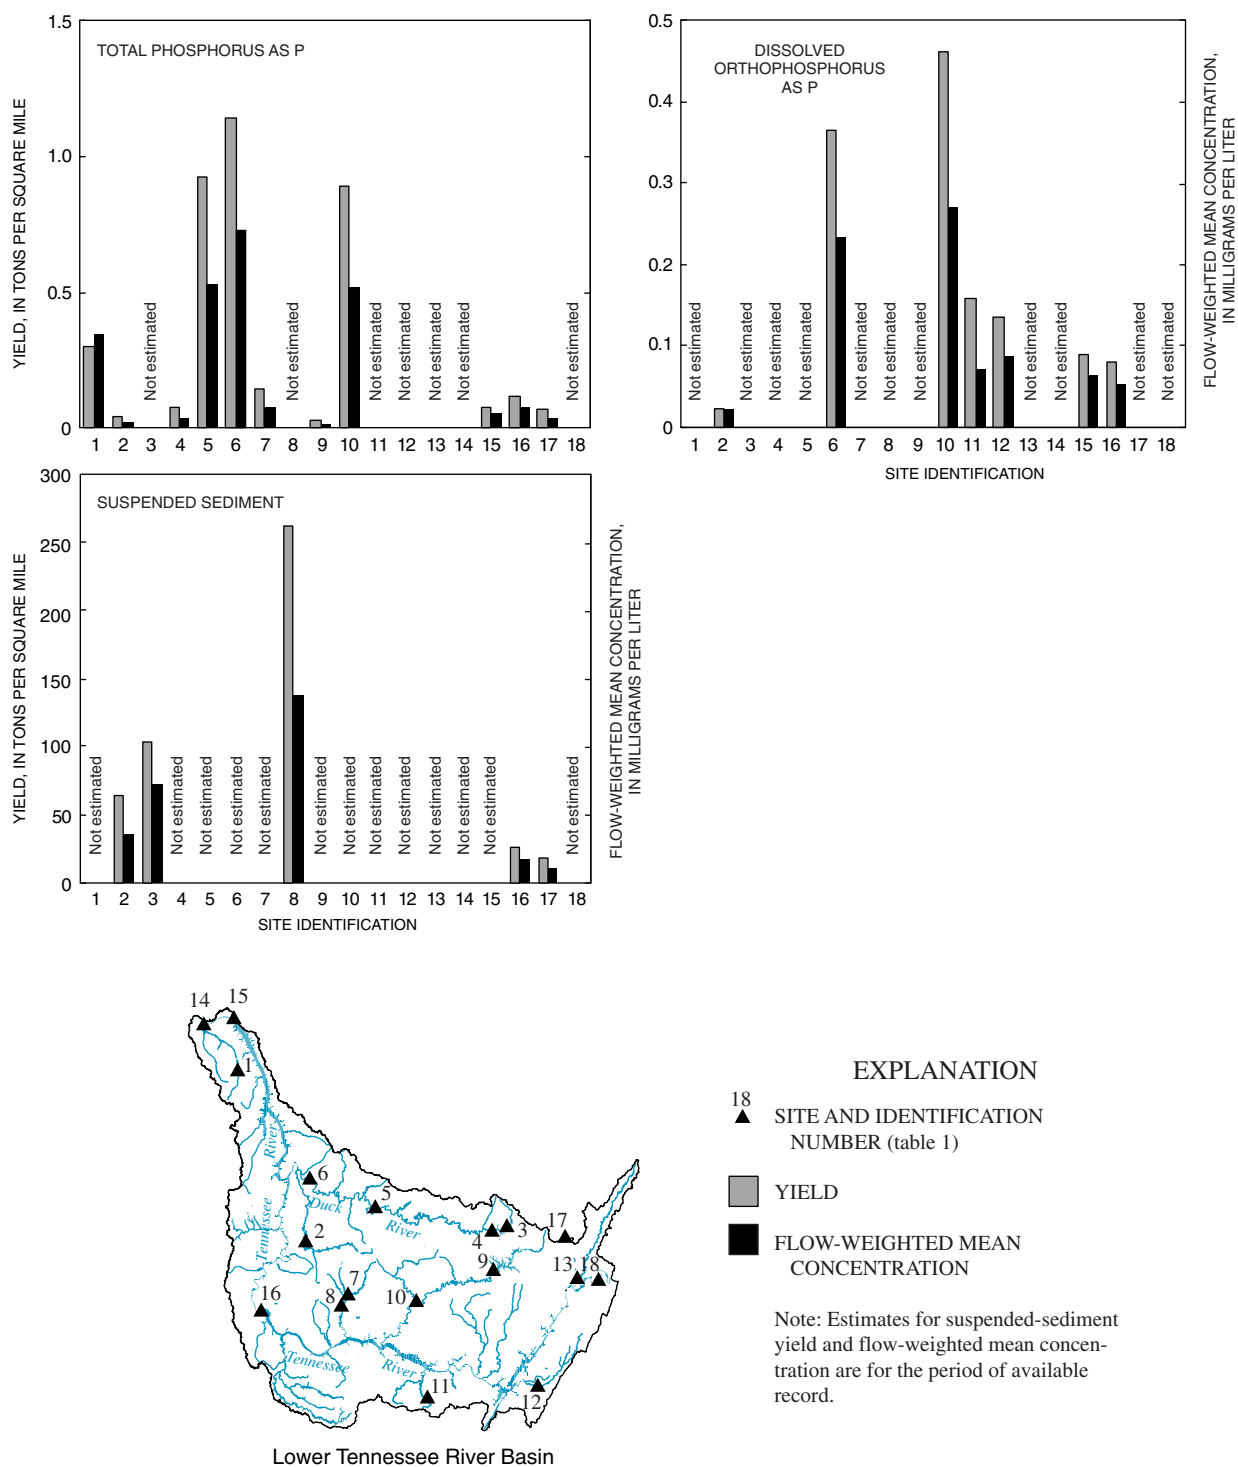 TOTAL PHOSPHORUS AS P
YIELD, IN TONS PER SQUARE MILE
1.5
1.0
0.5
0
Not estimated
Not estimated
Not estimated
Not estimated
Not estimated
Not estimated
Not estimated
1 2 3 4 5 6 7 8 9 10 11 12 13 14 15 16 17 18
DISSOLVED
ORTHOPHOSPHORUS
AS P
0.5
0.4
0.3
0.2
0.1
0
Not estimated
Not estimated
Not estimated
Not estimated
Not estimated
Not estimated
Not estimated
Not estimated
Not estimated
Not estimated
Not estimated
1 2 3 4 5 6 7 8 9 10 11 12 13 14 15 16 17 18
SITE IDENTIFICATION
FLOW-WEIGHTED MEAN CONCENTRATION,
IN MILLIGRAMS PER LITER
SUSPENDED SEDIMENT
YIELD, IN TONS PER SQUARE MILE
300
250
200
150
100
50
0
Not estimated
Not estimated
Not estimated
Not estimated
Not estimated
Not estimated
Not estimated
Not estimated
Not estimated
Not estimated
Not estimated
Not estimated
Not estimated
1 2 3 4 5 6 7 8 9 10 11 12 13 14 15 16 17 18
SITE IDENTIFICATION
FLOW-WEIGHTED MEAN CONCENTRATION,
IN MILLIGRAMS PER LITER
14
15
1
River
6
5
Duck
River
Tennessee
2
4
3
17
9
13
18
7
8
10
16
Tennessee
River
11
12
Lower Tennessee River Basin
EXPLANATION
18
SITE AND IDENTIFICATION
NUMBER (table 1)
YIELD
FLOW-WEIGHTED MEAN
CONCENTRATION
Note: Estimates for suspended-sediment
yield and flow-weighted mean concen-
tration are for the period of available
record.